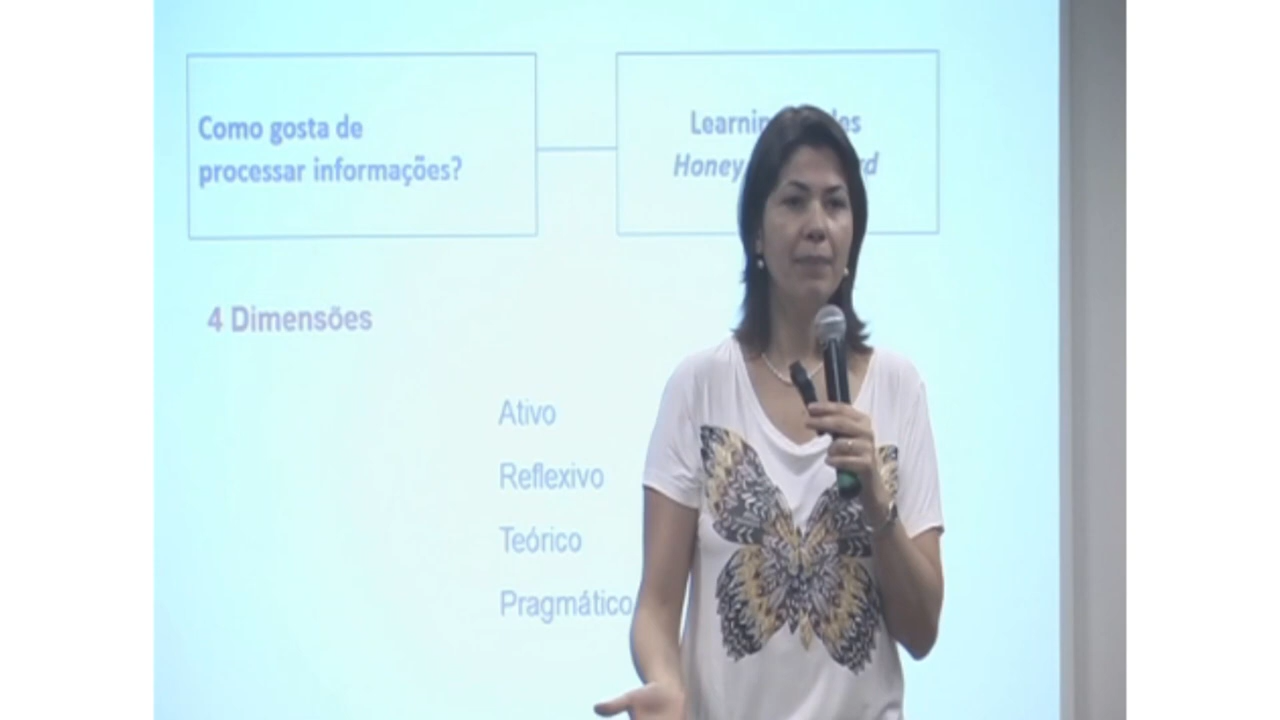 Como gosta de
processar informações?
Learnin
Honey
4 Dimensões
Ativo
Reflexivo
Teórico
Pragmático